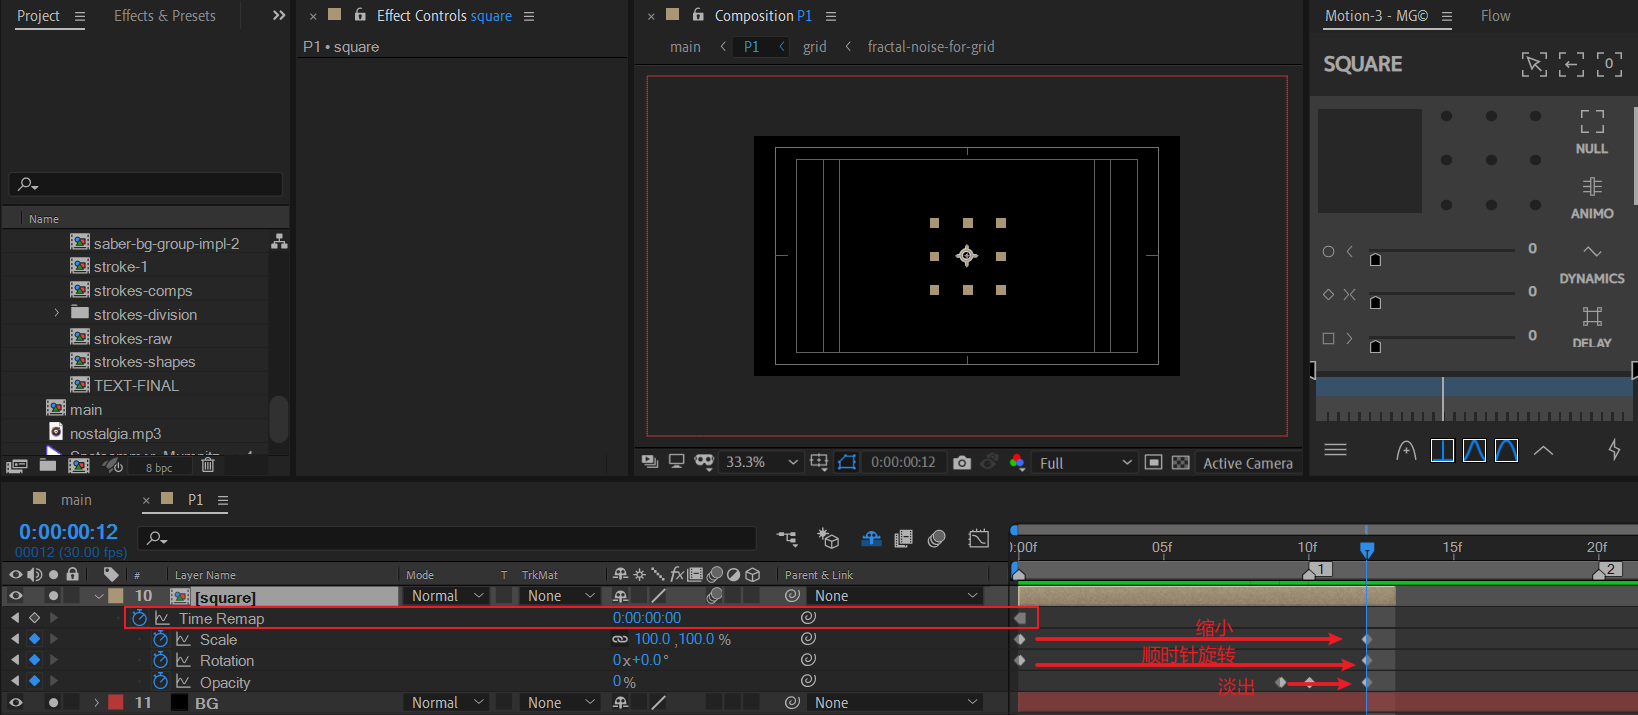 Project
Effects & Presets
Effect Controls square
Composition P1
Motion-3 - MG©
Flow
P1 • square
main
P1
grid
fractal-noise-for-grid
SQUARE
0
NULL
ANIMO
0
DYNAMICS
0
0
DELAY
Name
saber-bg-group-impl-2
stroke-1
strokes-comps
strokes-division
strokes-raw
strokes-shapes
TEXT-FINAL
main
nostalgia.mp3
8 bpc
33.3%
0:00:00:12
Full
Active Camera
main
P1
0:00:00:12
00012 (30.00 fps)
:00f
05f
10f
15f
20f
1
2
# Layer Name Mode T TrkMat fx Parent & Link
10 [square] Normal None None
Time Remap 0:00:00:00
Scale 100.0 ,100.0 %
缩小
Rotation 0x+0.0°
顺时针旋转
Opacity 0 %
淡出
11 BG Normal None None